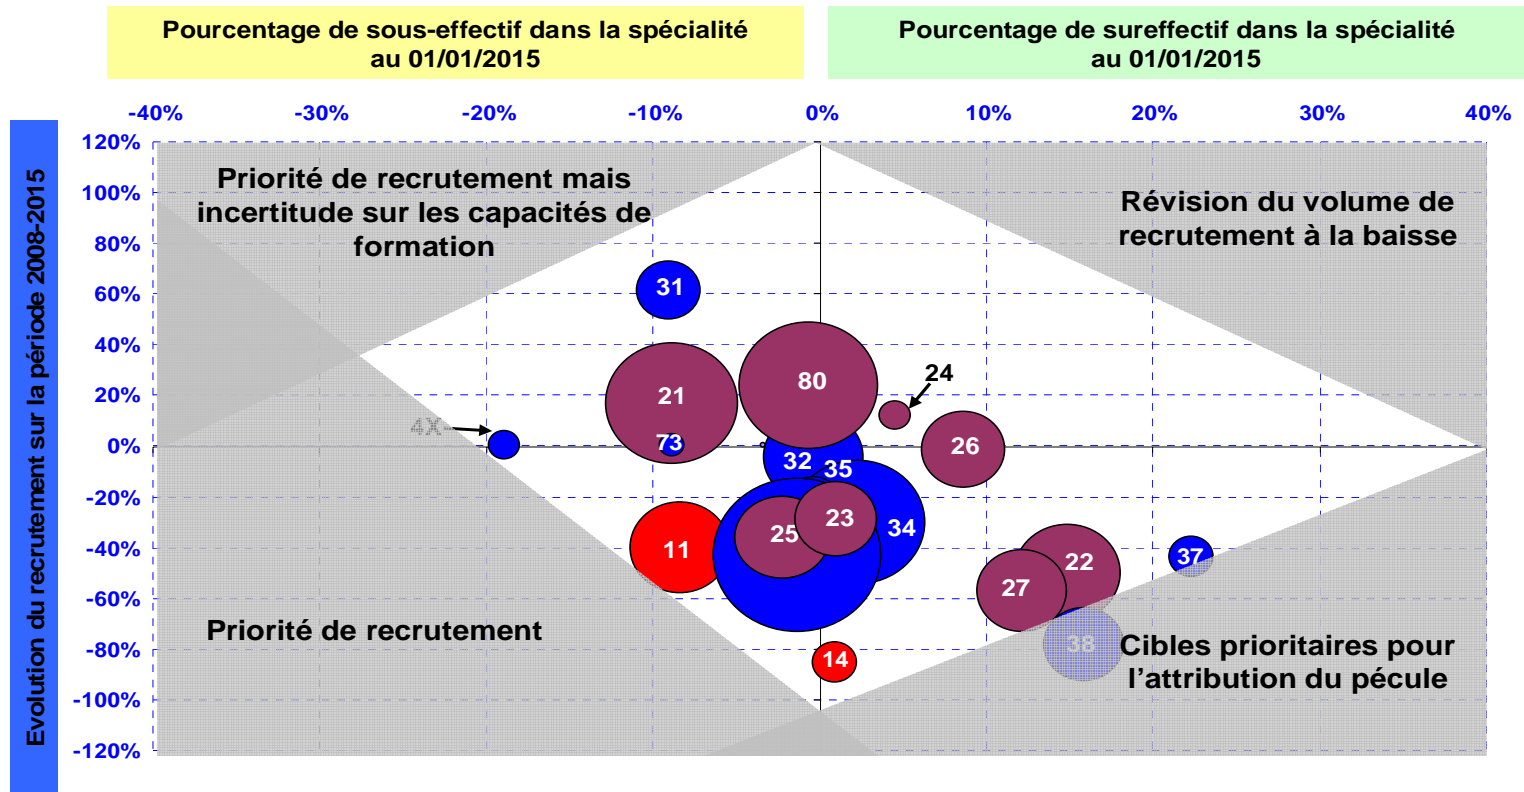 Pourcentage de sous-effectif dans la spécialité
au 01/01/2015
Pourcentage de sureffectif dans la spécialité
au 01/01/2015
-40% -30% -20% -10% 0% 10% 20% 30% 40%
Evolution du recrutement sur la période 2008-2015
120%
100%
80%
60%
40%
20%
0%
-20%
-40%
-60%
-80%
-100%
-120%
Priorité de recrutement mais
incertitude sur les capacités de
formation
Révision du volume de
recrutement à la baisse
31
80
24
21
4X
73
26
32
35
23
25
34
11
37
22
27
Priorité de recrutement
38
Cibles prioritaires pour
l'attribution du pécule
14